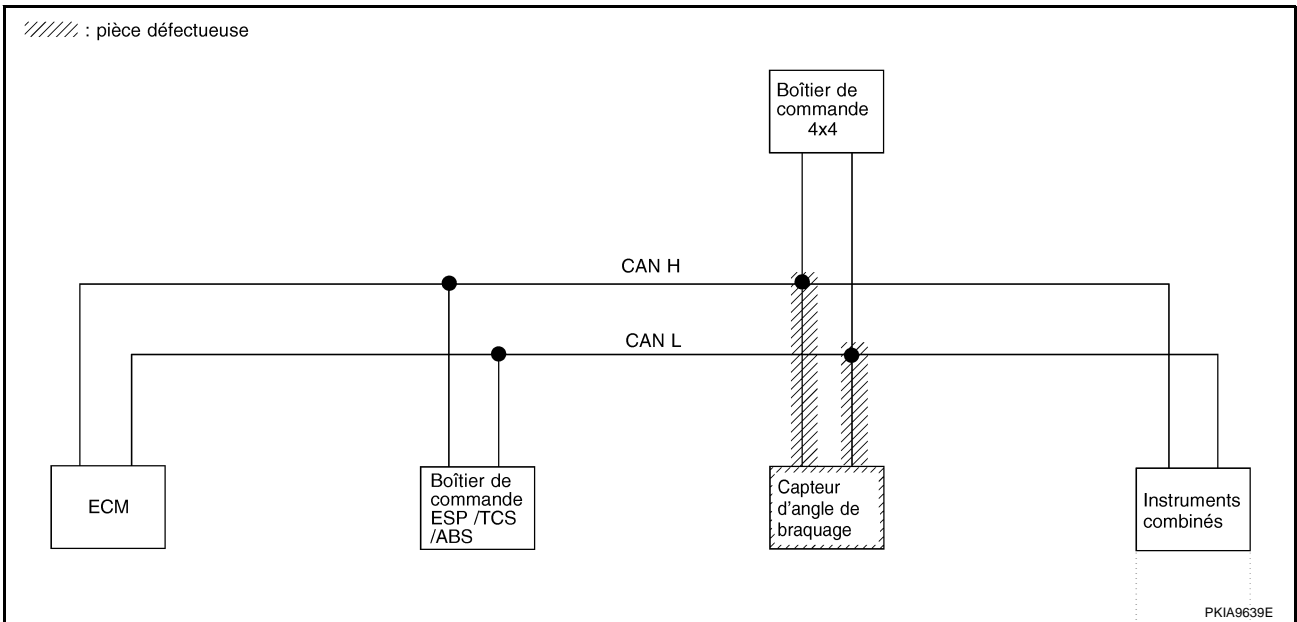 : pièce défectueuse
Boîtier de
commande
4x4
CAN H
CAN L
ECM
Boîtier de
commande
ESP /TCS
/ABS
Capteur
d'angle de
braquage
Instruments
combinés
PKIA9639E